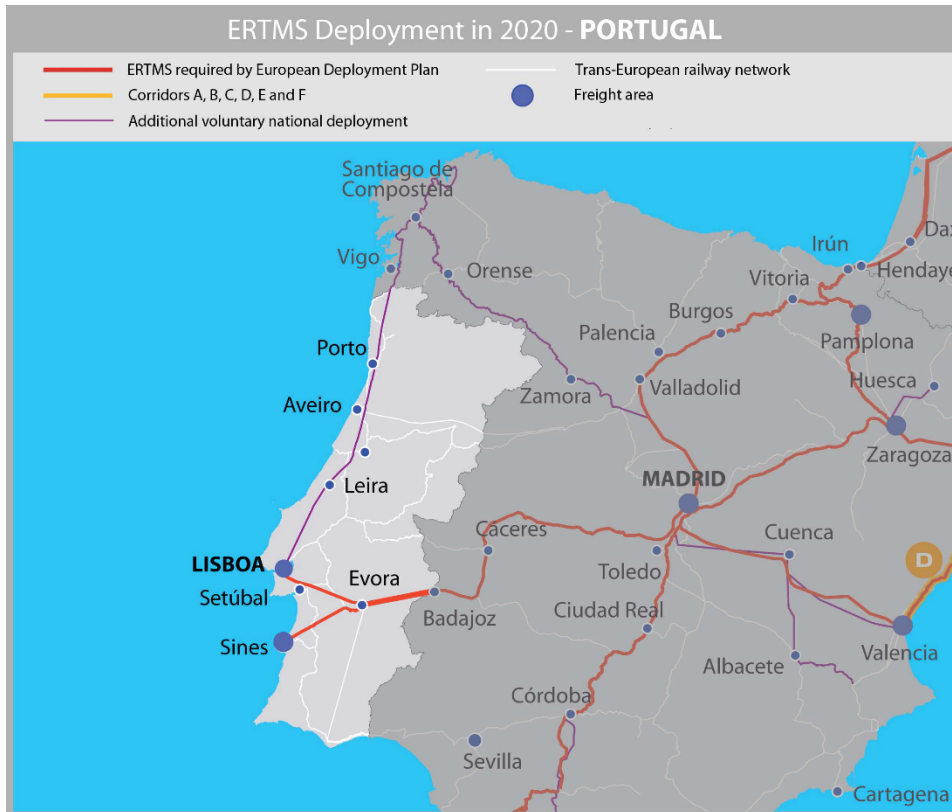 ERTMS Deployment in 2020 - PORTUGAL
ERTMS required by European Deployment Plan
Trans-European railway network
Corridors A, B, C, D, E and F
Freight area
Additional voluntary national deployment
Santiago de
Compostela
Vigo
Orense
Irún
Dax
Hendaye
Vitoria
Burgos
Palencia
Pamplona
Porto
Huesca
Valladolid
Zamora
Aveiro
Zaragoza
MADRID
Leira
Cáceres
Cuenca
D
LISBOA
Toledo
Evora
Setúbal
Badajoz
Ciudad Real
Sines
Valencia
Albacete
Córdoba
Sevilla
Cartagena